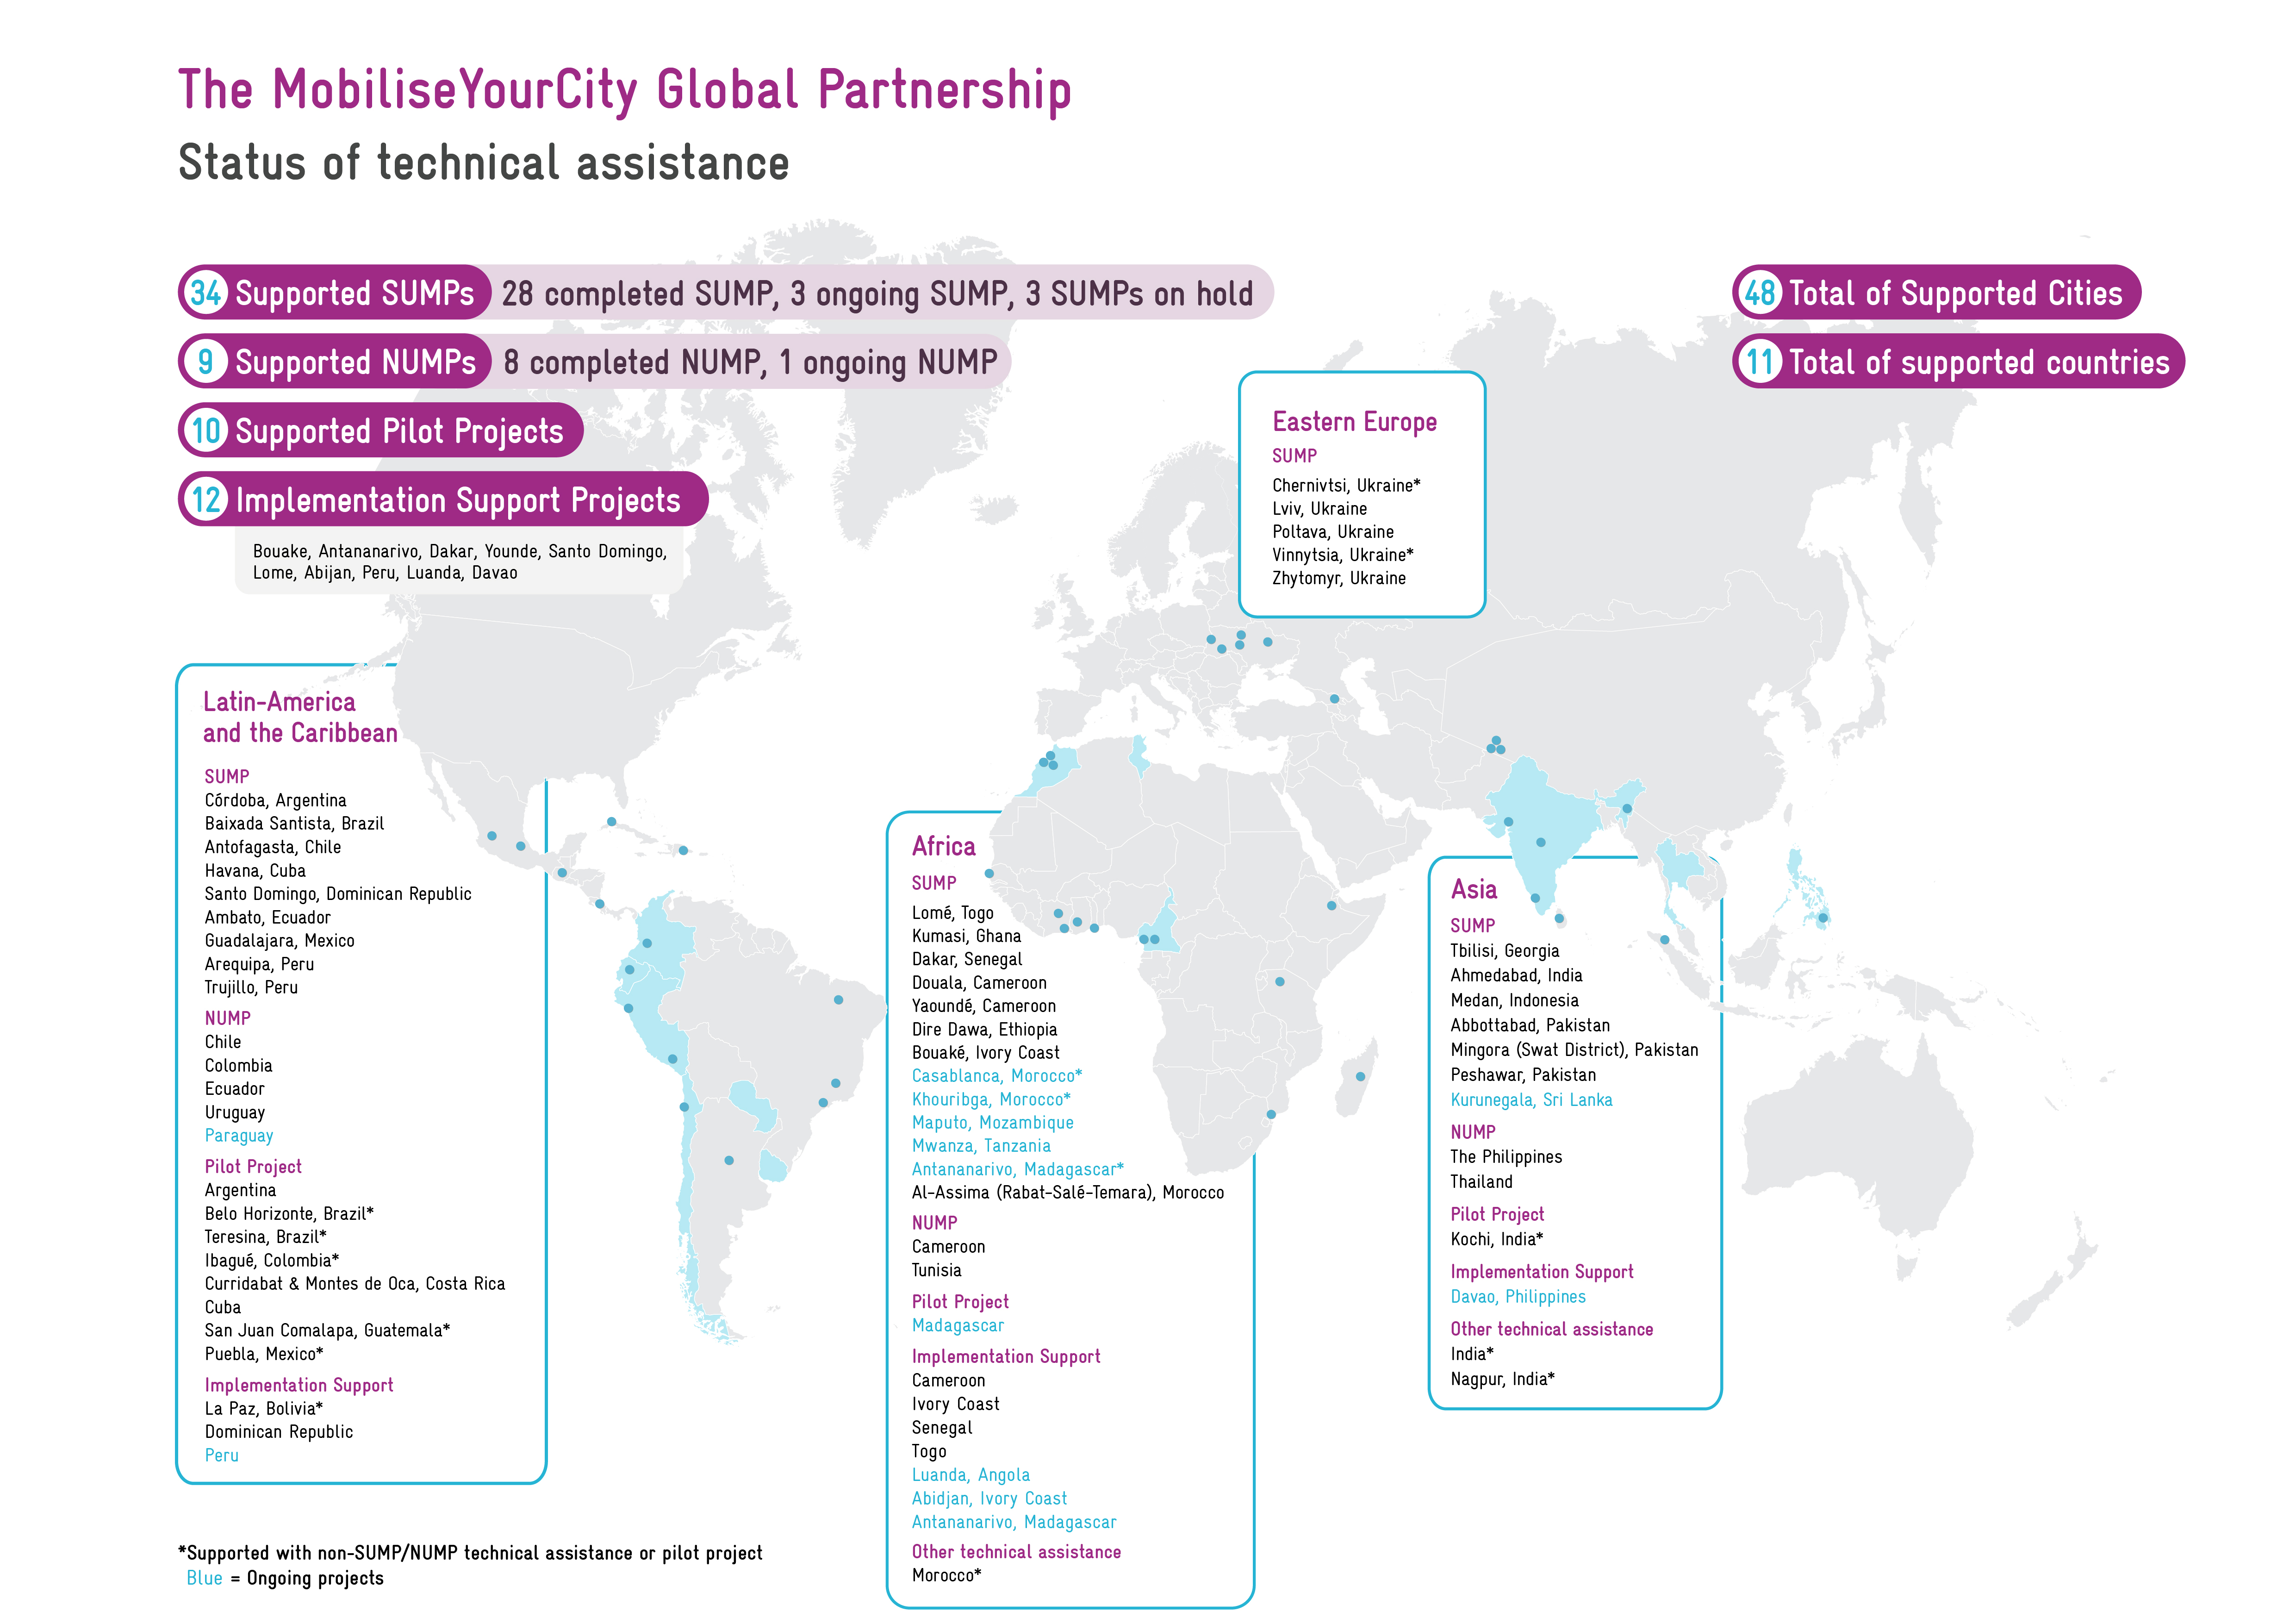 The MobiliseYourCity Global Partnership
Status of technical assistance
34 Supported SUMPs 28 completed SUMP, 3 ongoing SUMP, 3 SUMPs on hold
9 Supported NUMPs 8 completed NUMP, 1 ongoing NUMP
10 Supported Pilot Projects
12 Implementation Support Projects
Bouake, Antananarivo, Dakar, Younde, Santo Domingo,
Lome, Abijan, Peru, Luanda, Davao
48 Total of Supported Cities
11 Total of supported countries
Eastern Europe
SUMP
Chernivtsi, Ukraine*
Lviv, Ukraine
Poltava, Ukraine
Vinnytsia, Ukraine*
Zhytomyr, Ukraine
Latin-America
and the Caribbean
SUMP
Córdoba, Argentina
Baixada Santista, Brazil
Antofagasta, Chile
Havana, Cuba
Santo Domingo, Dominican Republic
Ambato, Ecuador
Guadalajara, Mexico
Arequipa, Peru
Trujillo, Peru
NUMP
Chile
Colombia
Ecuador
Uruguay
Paraguay
Pilot Project
Argentina
Belo Horizonte, Brazil*
Teresina, Brazil*
Ibagué, Colombia*
Curridabat & Montes de Oca, Costa Rica
Cuba
San Juan Comalapa, Guatemala*
Puebla, Mexico*
Implementation Support
La Paz, Bolivia*
Dominican Republic
Peru
Africa
SUMP
Lomé, Togo
Kumasi, Ghana
Dakar, Senegal
Douala, Cameroon
Yaoundé, Cameroon
Dire Dawa, Ethiopia
Bouaké, Ivory Coast
Casablanca, Morocco*
Khouribga, Morocco*
Maputo, Mozambique
Mwanza, Tanzania
Antananarivo, Madagascar*
Al-Assima (Rabat-Salé-Temara), Morocco
NUMP
Cameroon
Tunisia
Pilot Project
Madagascar
Implementation Support
Cameroon
Ivory Coast
Senegal
Togo
Luanda, Angola
Abidjan, Ivory Coast
Antananarivo, Madagascar
Other technical assistance
Morocco*
Asia
SUMP
Tbilisi, Georgia
Ahmedabad, India
Medan, Indonesia
Abbottabad, Pakistan
Mingora (Swat District), Pakistan
Peshawar, Pakistan
Kurunegala, Sri Lanka
NUMP
The Philippines
Thailand
Pilot Project
Kochi, India*
Implementation Support
Davao, Philippines
Other technical assistance
India*
Nagpur, India*
*Supported with non-SUMP/NUMP technical assistance or pilot project
Blue = Ongoing projects